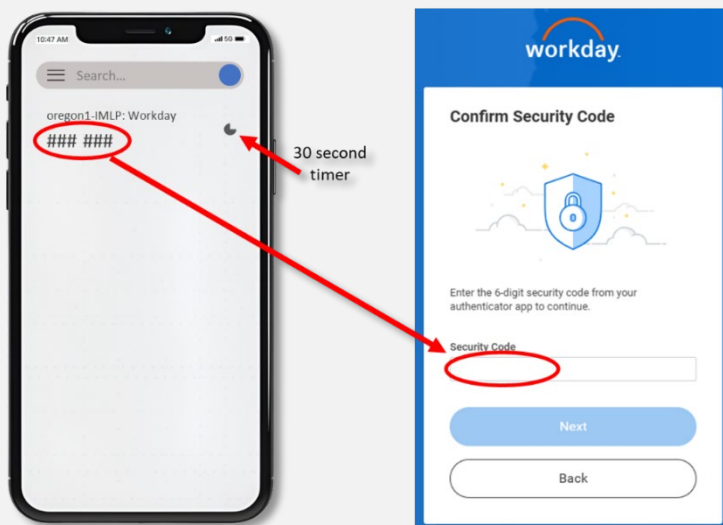 10:47 AM
5G
Search...
oregon1-IMLP: Workday
### ###
30 second
timer
workday.
Confirm Security Code
Enter the 6-digit security code from your
authenticator app to continue.
Security Code
Next
Back